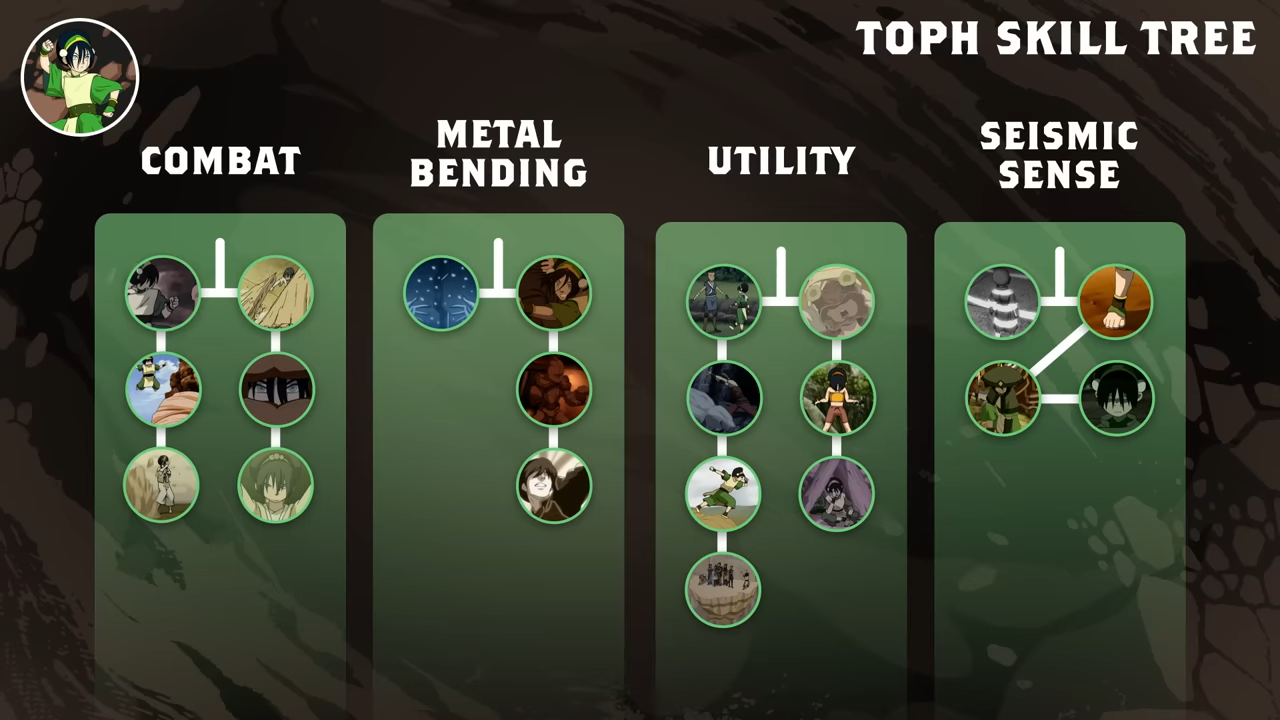 TOPH SKILL TREE
COMBAT
METAL
BENDING
UTILITY
SEISMIC
SENSE